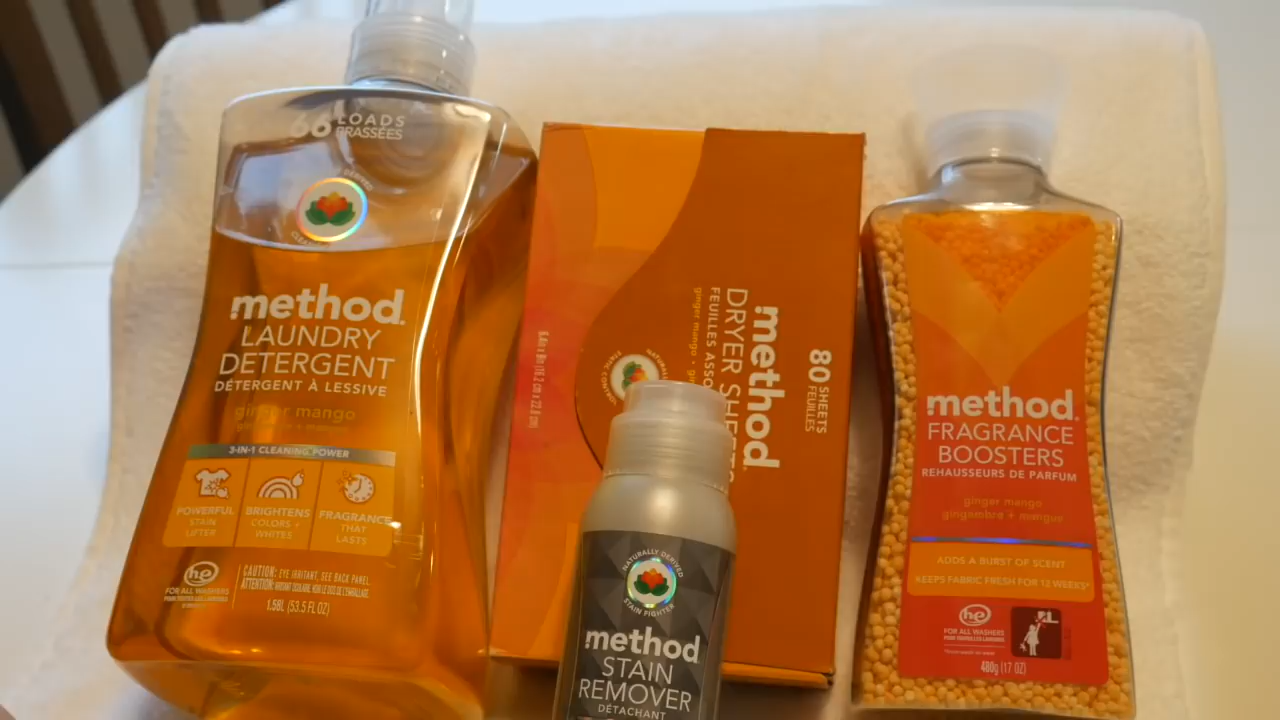 66 LOADS
BRASSÉES
method.
LAUNDRY
DETERGENT
DÉTERGENT À LESSIVE
ginger mango
3-IN-1 CLEANING POWER
POWERFUL
STAIN
LIFTER
BRIGHTENS
COLORS +
WHITES
FRAGRANCE
THAT
LASTS
he
FOR ALL WASHERS
CAUTION: EYE IRRITANT, SEE BACK PANEL.
1.58L (53.5 FL OZ)
80 SHEETS
FEUILLES
method.
DRYER SHEETS
FEUILLES ASSO
ginger mango
NATURALLY DERIVED
STAIN FIGHTER
method
STAIN
REMOVER
DÉTACHANT
method.
FRAGRANCE
BOOSTERS
REHAUSSEURS DE PARFUM
ginger mango
gingembre + mangue
ADDS A BURST OF SCENT
KEEPS FABRIC FRESH FOR 12 WEEKS*
he
FOR ALL WASHERS
480g (17 OZ)